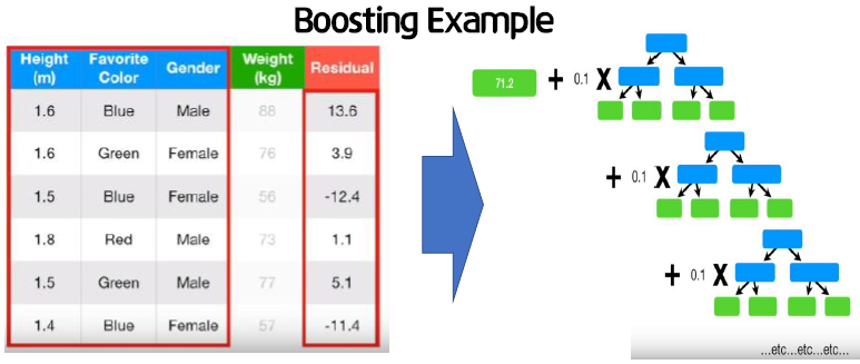 Boosting Example
Height (m) Favorite Color Gender Weight (kg) Residual
1.6 Blue Male 88 13.6
1.6 Green Female 76 3.9
1.5 Blue Female 56 -12.4
1.8 Red Male 73 1.1
1.5 Green Male 77 5.1
1.4 Blue Female 57 -11.4
71.2 + 0.1 X
+ 0.1 X
+ 0.1 X
...etc...etc...etc...